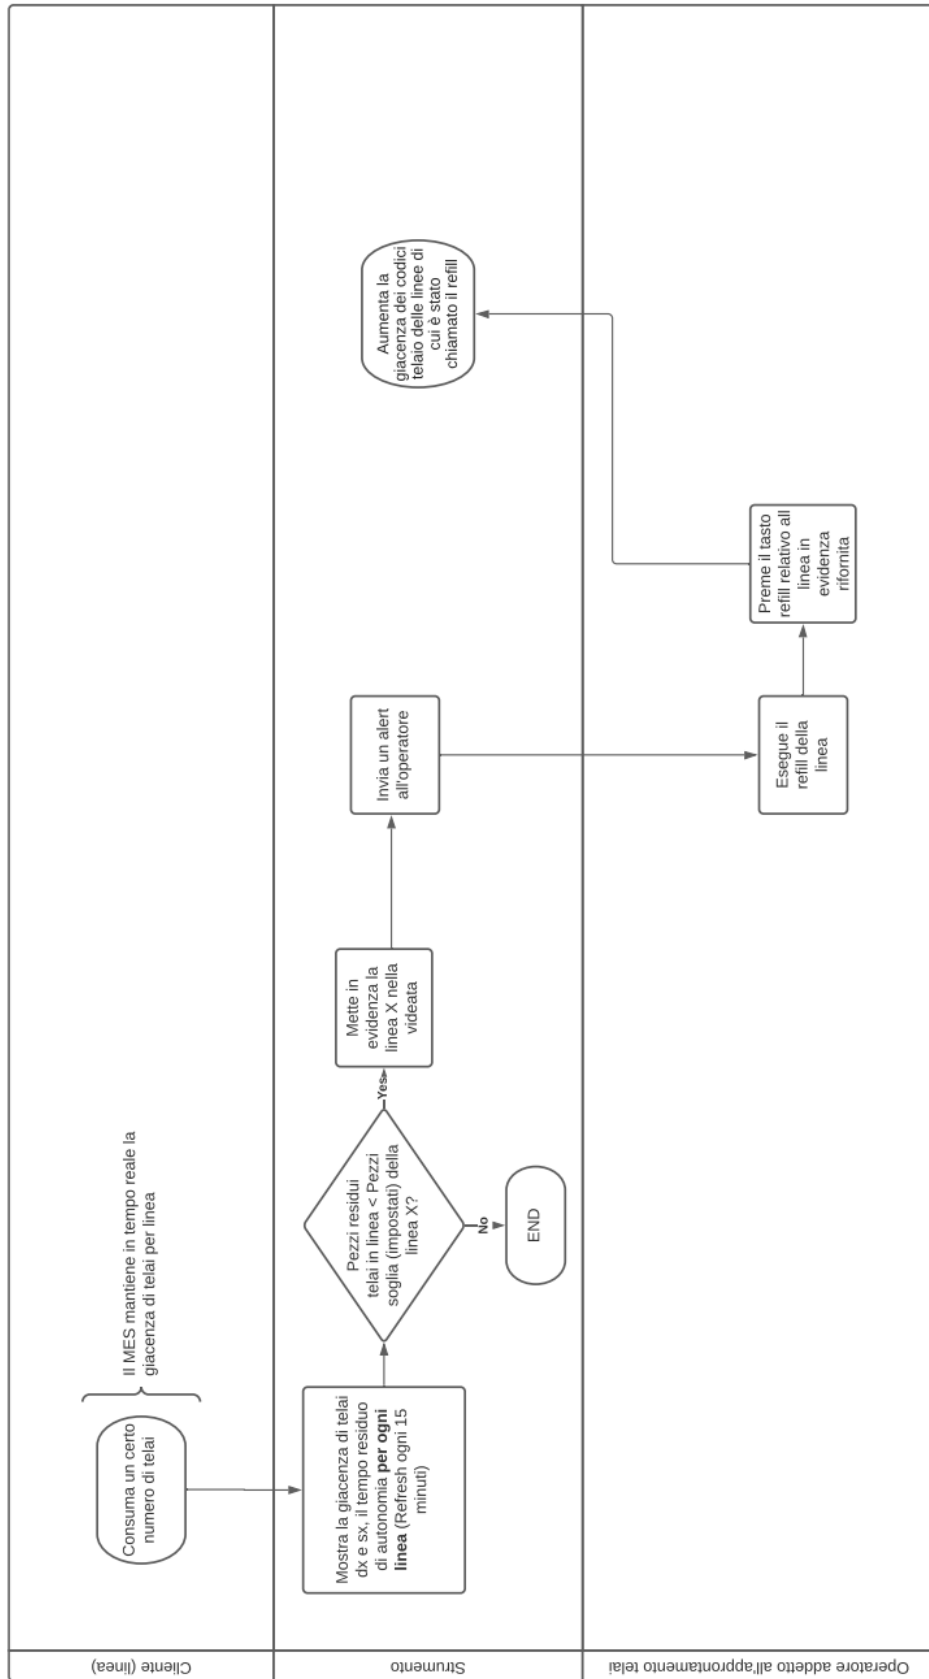 Cliente (linea)
Consuma un certo
numero di telai
Il MES mantiene in tempo reale la
giacenza di telai per linea
Strumento
Mostra la giacenza di telai
dx e sx, il tempo residuo
di autonomia per ogni
linea (Refresh ogni 15
minuti)
Pezzi residui
telai in linea < Pezzi
soglia (impostati) della
linea X?
No
END
Yes
Mette in
evidenza la
linea X nella
videata
Invia un alert
all'operatore
Aumenta la
giacenza dei codici
telaio delle linee di
cui è stato
chiamato il refill
Operatore addetto all'approntamento telai
Esegue il
refill della
linea
Preme il tasto
refill relativo all
linea in
evidenza
rifornita